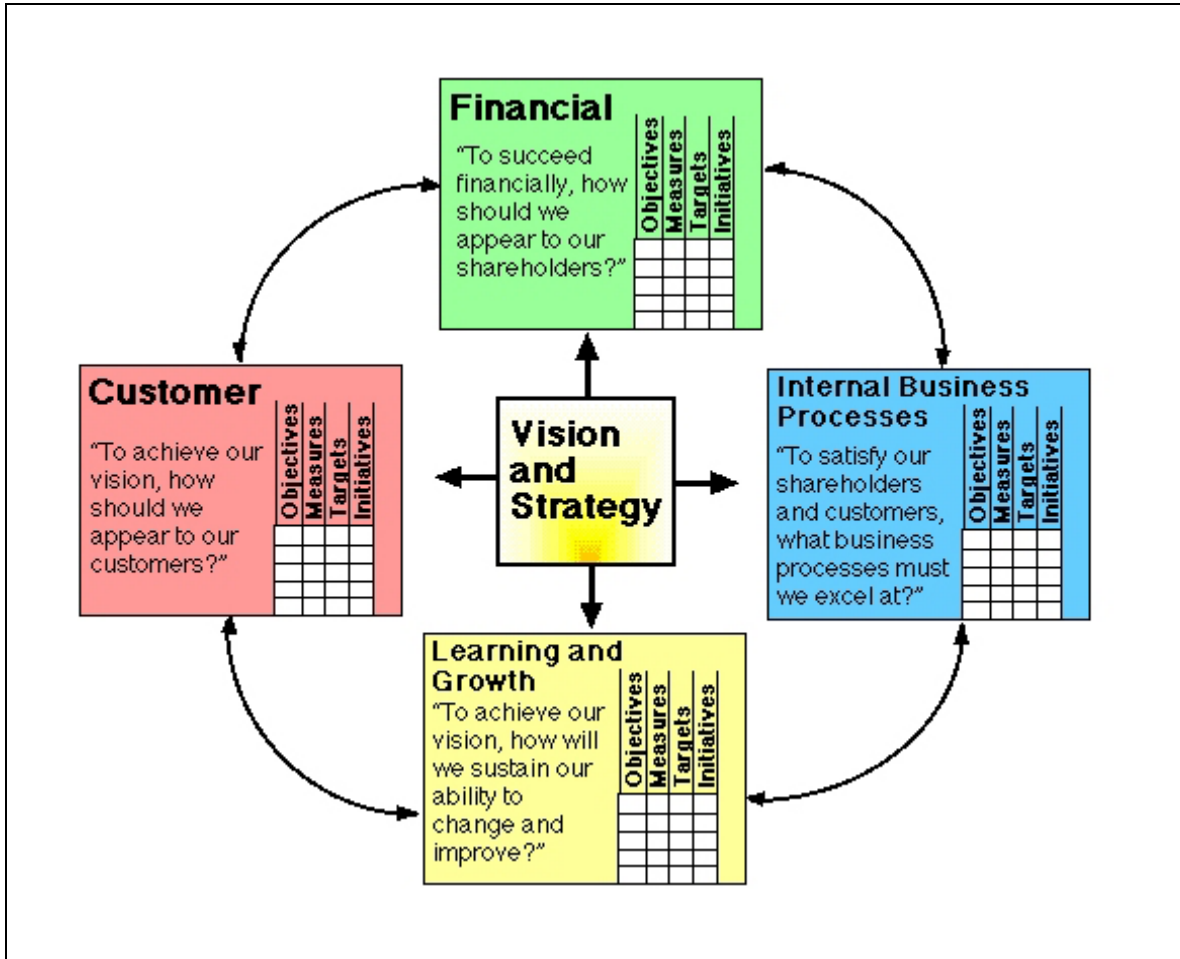 Financial
“To succeed
financially, how
should we
appear to our
shareholders?”
Objectives
Measures
Targets
Initiatives
Customer
“To achieve our
vision, how
should we
appear to our
customers?”
Objectives
Measures
Targets
Initiatives
Vision
and
Strategy
Internal Business
Processes
“To satisfy our
shareholders
and customers,
what business
processes must
we excel at?”
Objectives
Measures
Targets
Initiatives
Learning and
Growth
“To achieve our
vision, how will
we sustain our
ability to
change and
improve?”
Objectives
Measures
Targets
Initiatives